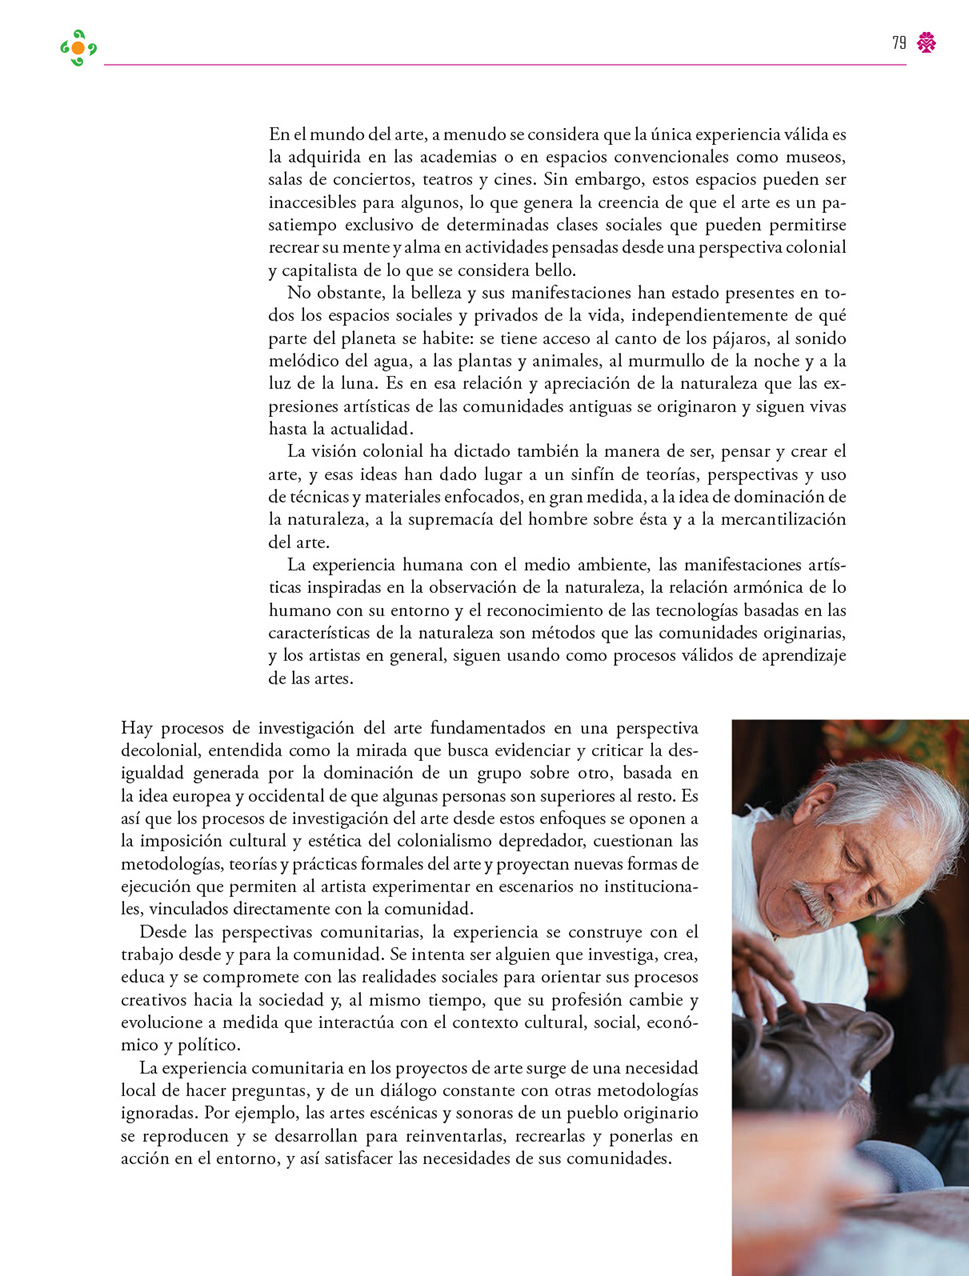 79
En el mundo del arte, a menudo se considera que la única experiencia válida es
la adquirida en las academias o en espacios convencionales como museos,
salas de conciertos, teatros y cines. Sin embargo, estos espacios pueden ser
inaccesibles para algunos, lo que genera la creencia de que el arte es un pa-
satiempo exclusivo de determinadas clases sociales que pueden permitirse
recrear su mente y alma en actividades pensadas desde una perspectiva colonial
y capitalista de lo que se considera bello.
No obstante, la belleza y sus manifestaciones han estado presentes en to-
dos los espacios sociales y privados de la vida, independientemente de qué
parte del planeta se habite: se tiene acceso al canto de los pájaros, al sonido
melódico del agua, a las plantas y animales, al murmullo de la noche y a la
luz de la luna. Es en esa relación y apreciación de la naturaleza que las ex-
presiones artísticas de las comunidades antiguas se originaron y siguen vivas
hasta la actualidad.
La visión colonial ha dictado también la manera de ser, pensar y crear el
arte, y esas ideas han dado lugar a un sinfín de teorías, perspectivas y uso
de técnicas y materiales enfocados, en gran medida, a la idea de dominación de
la naturaleza, a la supremacía del hombre sobre ésta y a la mercantilización
del arte.
La experiencia humana con el medio ambiente, las manifestaciones artís-
ticas inspiradas en la observación de la naturaleza, la relación armónica de lo
humano con su entorno y el reconocimiento de las tecnologías basadas en las
características de la naturaleza son métodos que las comunidades originarias,
y los artistas en general, siguen usando como procesos válidos de aprendizaje
de las artes.
Hay procesos de investigación del arte fundamentados en una perspectiva
decolonial, entendida como la mirada que busca evidenciar y criticar la des-
igualdad generada por la dominación de un grupo sobre otro, basada en
la idea europea y occidental de que algunas personas son superiores al resto. Es
así que los procesos de investigación del arte desde estos enfoques se oponen a
la imposición cultural y estética del colonialismo depredador, cuestionan las
metodologías, teorías y prácticas formales del arte y proyectan nuevas formas de
ejecución que permiten al artista experimentar en escenarios no instituciona-
les, vinculados directamente con la comunidad.
Desde las perspectivas comunitarias, la experiencia se construye con el
trabajo desde y para la comunidad. Se intenta ser alguien que investiga, crea,
educa y se compromete con las realidades sociales para orientar sus procesos
creativos hacia la sociedad y, al mismo tiempo, que su profesión cambie y
evolucione a medida que interactúa con el contexto cultural, social, econó-
mico y político.
La experiencia comunitaria en los proyectos de arte surge de una necesidad
local de hacer preguntas, y de un diálogo constante con otras metodologías
ignoradas. Por ejemplo, las artes escénicas y sonoras de un pueblo originario
se reproducen y se desarrollan para reinventarlas, recrearlas y ponerlas en
acción en el entorno, y así satisfacer las necesidades de sus comunidades.